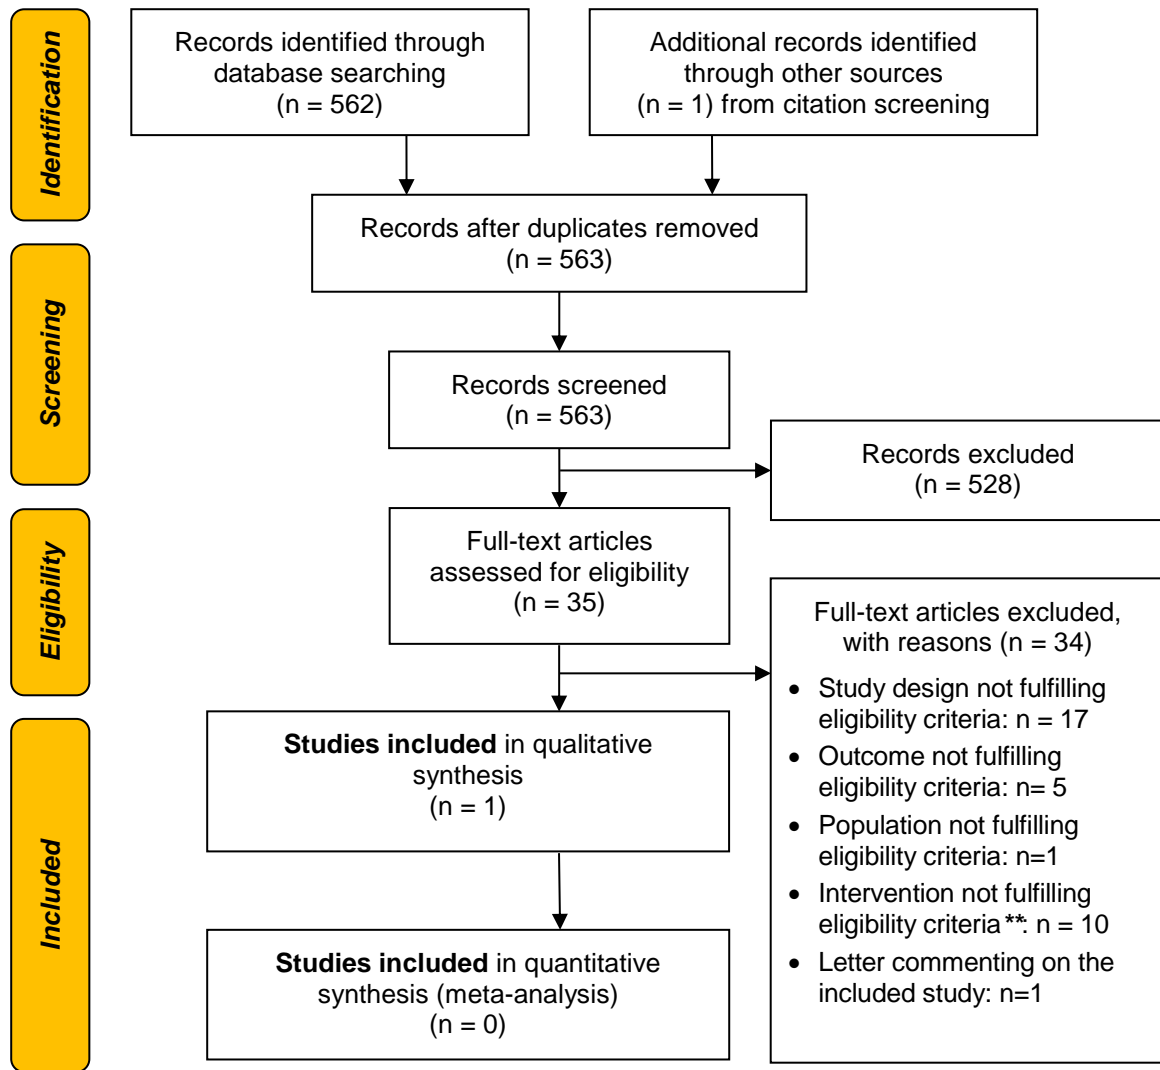 Identification
Records identified through
database searching
(n = 562)
Additional records identified
through other sources
(n = 1) from citation screening
Records after duplicates removed
(n = 563)
Screening
Records screened
(n = 563)
Records excluded
(n = 528)
Eligibility
Full-text articles
assessed for eligibility
(n = 35)
Full-text articles excluded,
with reasons (n = 34)
• Study design not fulfilling
eligibility criteria: n = 17
• Outcome not fulfilling
eligibility criteria: n= 5
• Population not fulfilling
eligibility criteria: n=1
• Intervention not fulfilling
eligibility criteria**: n = 10
• Letter commenting on the
included study: n=1
Included
Studies included in qualitative
synthesis
(n = 1)
Studies included in quantitative
synthesis (meta-analysis)
(n = 0)